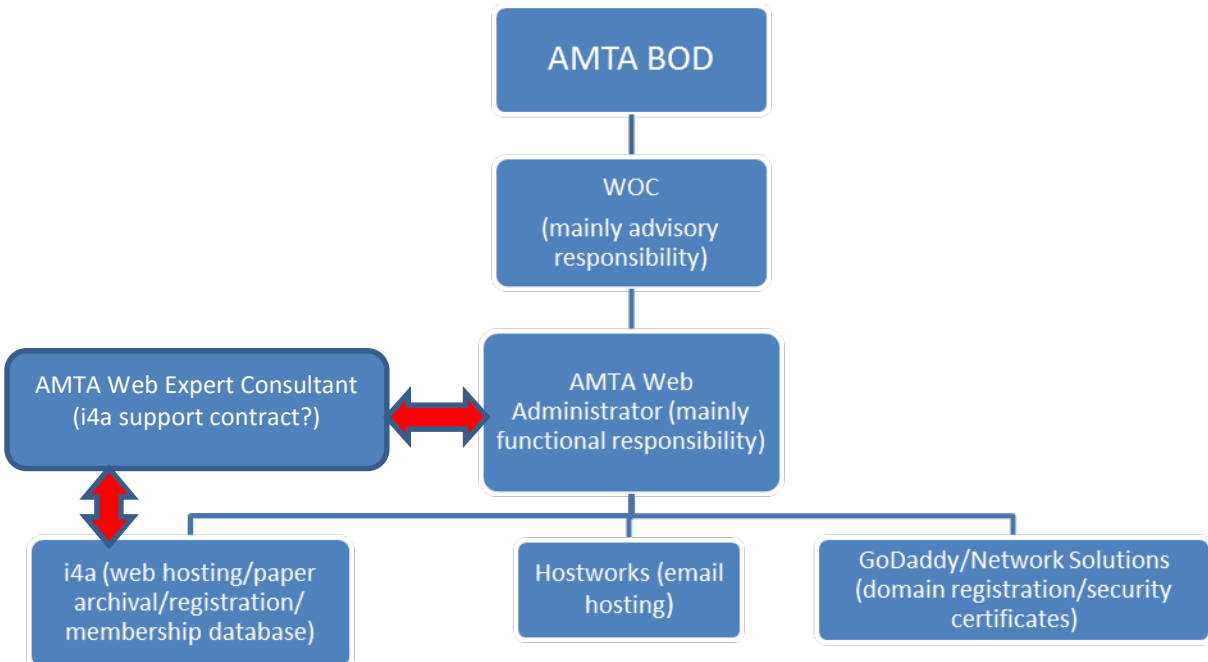 AMTA BOD
WOC
(mainly advisory
responsibility)
AMTA Web Expert Consultant
(i4a support contract?)
AMTA Web
Administrator (mainly
functional responsibility)
i4a (web hosting/paper
archival/registration/
membership database)
Hostworks (email
hosting)
GoDaddy/Network Solutions
(domain registration/security
certificates)